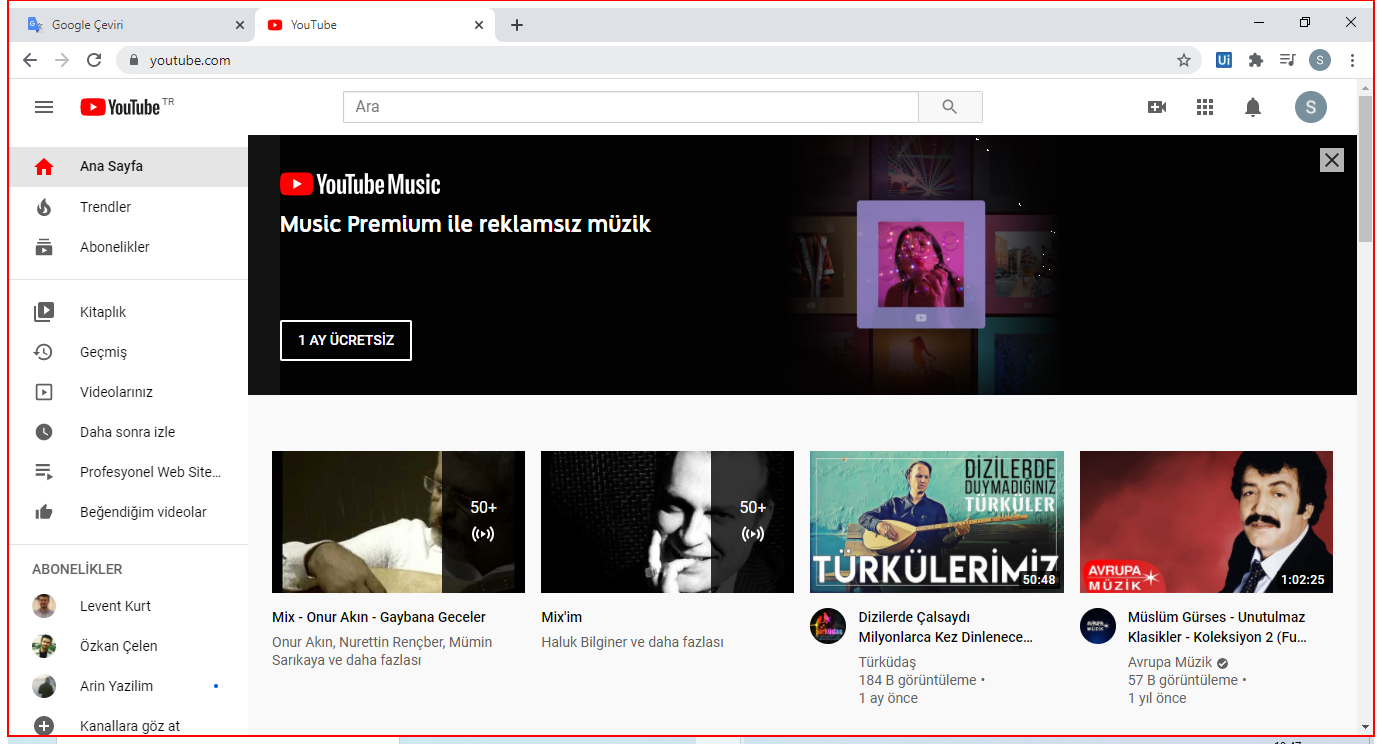 Google Çeviri
YouTube
youtube.com
Ui
S
YouTube TR
Ara
S
Ana Sayfa
Trendler
Abonelikler
Kitaplık
Geçmiş
Videolarınız
Daha sonra izle
Profesyonel Web Site...
Beğendiğim videolar
ABONELİKLER
Levent Kurt
Özkan Çelen
Arin Yazilim
Kanallara göz at
YouTube Music
Music Premium ile reklamsız müzik
1 AY ÜCRETSİZ
50+
Mix - Onur Akın - Gaybana Geceler
Onur Akın, Nurettin Rençber, Mümin
Sarıkaya ve daha fazlası
50+
Mix'im
Haluk Bilginer ve daha fazlası
DİZİLERDE
DUYMADIĞINIZ
TÜRKÜLER
TÜRKÜLERİMİZ
50:48
Dizilerde Çalsaydı
Milyonlarca Kez Dinlenece...
Türküdaş
184 B görüntüleme •
1 ay önce
AVRUPA
MÜZİK
1:02:25
Müslüm Gürses - Unutulmaz
Klasikler - Koleksiyon 2 (Fu...
Avrupa Müzik
57 B görüntüleme •
1 yıl önce